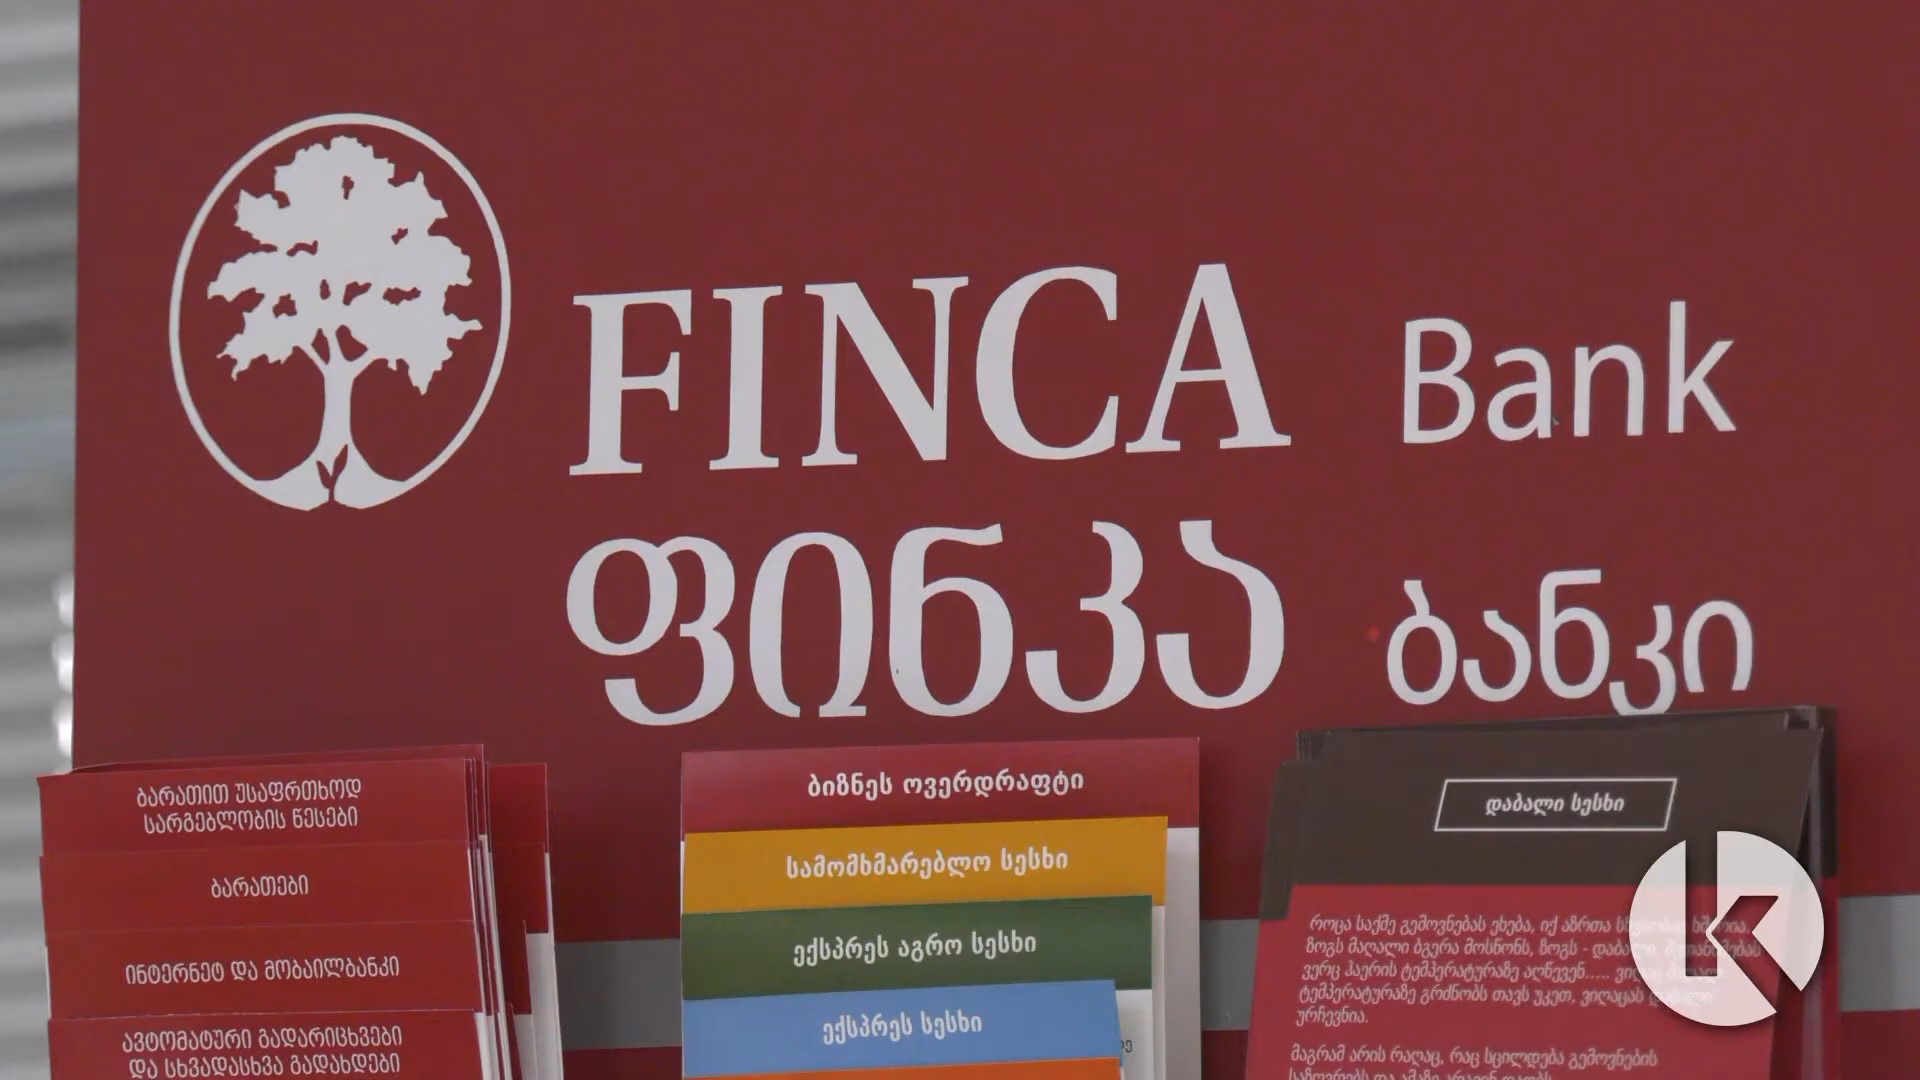 FINCA Bank
ფინკა ბანკი
ბარათით უსაფრთხოდ
სარგებლობის წესები
ბარათები
ინტერნეტ და მობაილბანკი
ავტომატური გადარიცხვები
და სხვადასხვა გადახდები
ბიზნეს ოვერდრაფტი
სამომხმარებლო სესხი
ექსპრეს აგრო სესხი
ექსპრეს სესხი
დაბალი სესხი
როცა საქმე გემოვნებას ეხება, იქ აზრთა
ზოგს მაღალი ბგერა მოსწონს, ზოგს - დაბალი.
ვერც ჰაერის ტემპერატურაზე
ტემპერატურაზე გრძნობს თავს უკეთ, ვიღაცას დაბალი
ურჩევნია.
მაგრამ არის რაღაც, რაც სცილდება გემოვნების
K